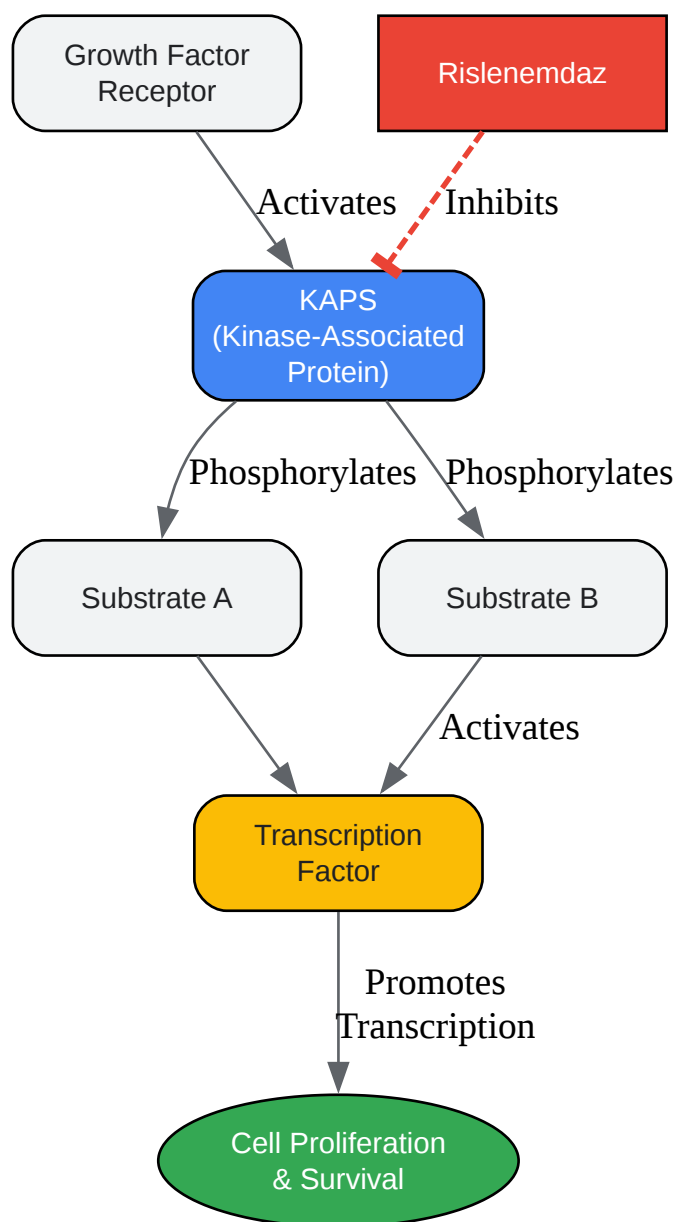 Growth Factor
Receptor
Rislenemdaz
Activates
Inhibits
KAPS
(Kinase-Associated
Protein)
Phosphorylates
Phosphorylates
Substrate A
Substrate B
Activates
Transcription
Factor
Promotes
Transcription
Cell Proliferation
& Survival